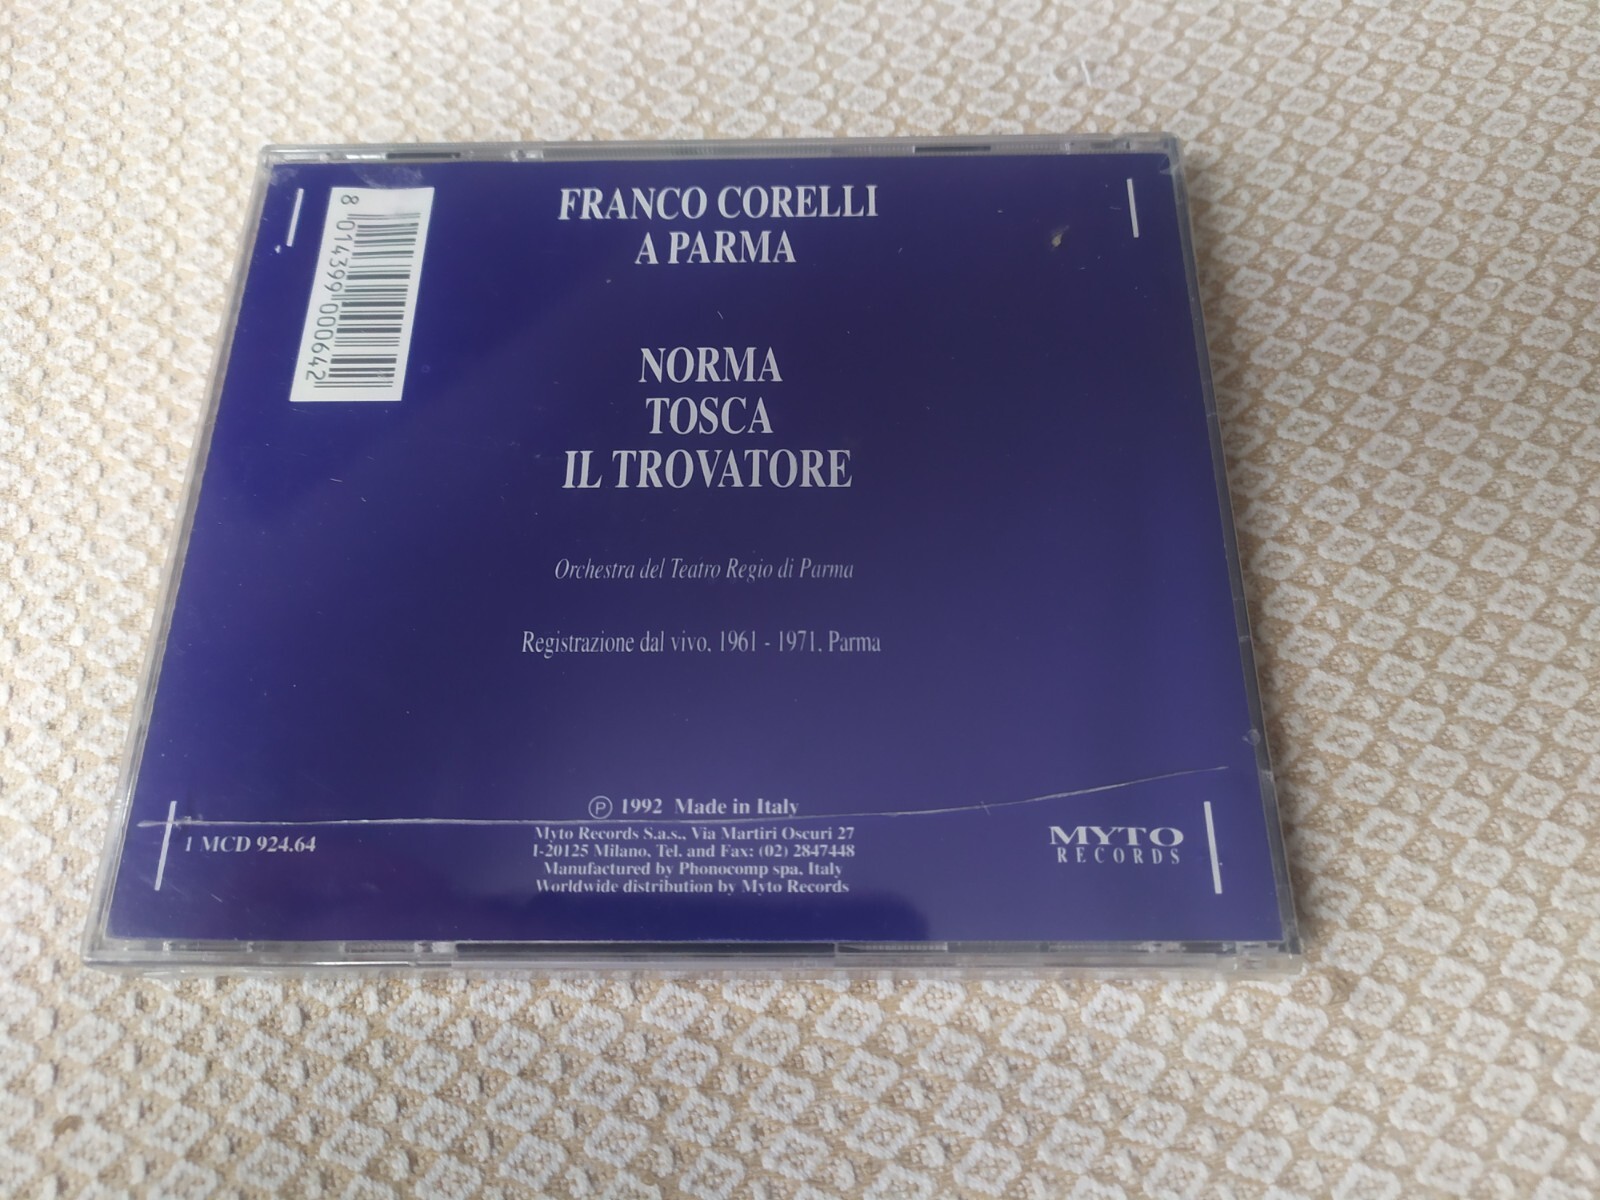 FRANCO CORELLI
A PARMA
8 014399 000642
NORMA
TOSCA
IL TROVATORE
Orchestra del Teatro Regio di Parma
Registrazione dal vivo, 1961 - 1971, Parma
Ⓟ 1992 Made in Italy
Myto Records S.a.s., Via Martiri Oscuri 27
I-20125 Milano, Tel. and Fax: (02) 2847448
Manufactured by Phonocomp spa, Italy
Worldwide distribution by Myto Records
1 MCD 924.64
MYTO
RECORDS